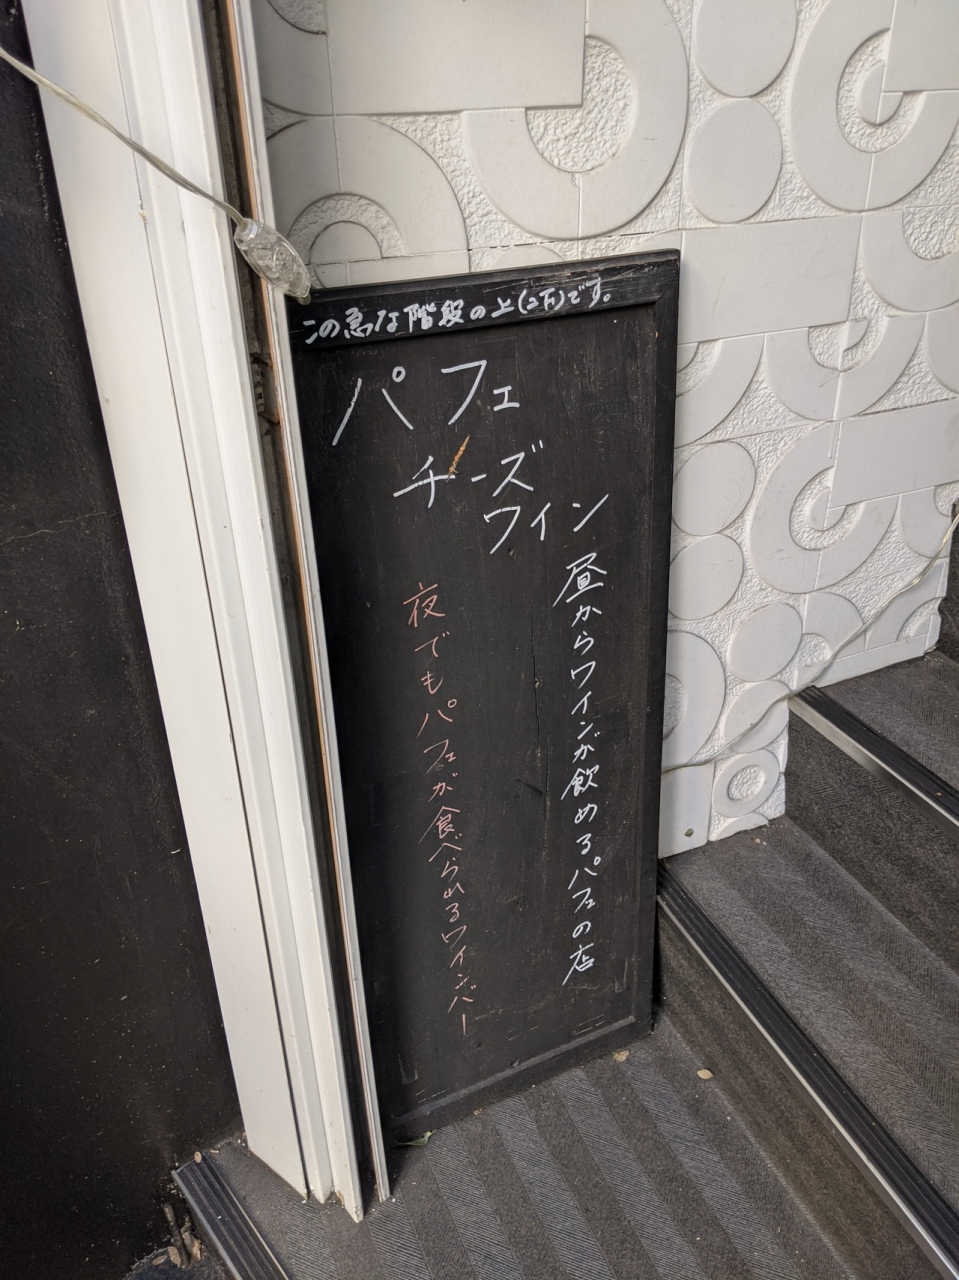 この急な階段の上(2F)です。
パフェ
チーズ
ワイン
昼からワインが飲めるパフェの店
夜でもパフェが食べられるワインバー